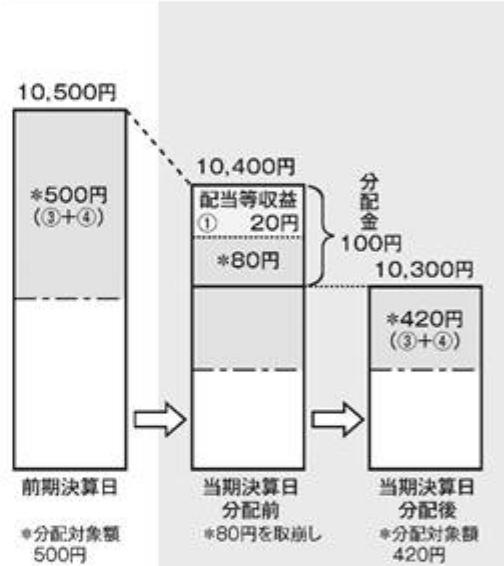 10,500円
*500円
(③+④)
前期決算日
*分配対象額
500円
10,400円
配当等収益
① 20円
*80円
分配金
100円
当期決算日
分配前
*80円を取崩し
10,300円
*420円
(③+④)
当期決算日
分配後
*分配対象額
420円